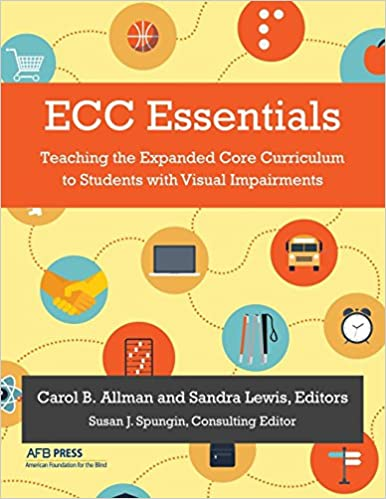 ECC Essentials
Teaching the Expanded Core Curriculum
to Students with Visual Impairments
Carol B. Allman and Sandra Lewis, Editors
Susan J. Spungin, Consulting Editor
AFB PRESS
American Foundation for the Blind